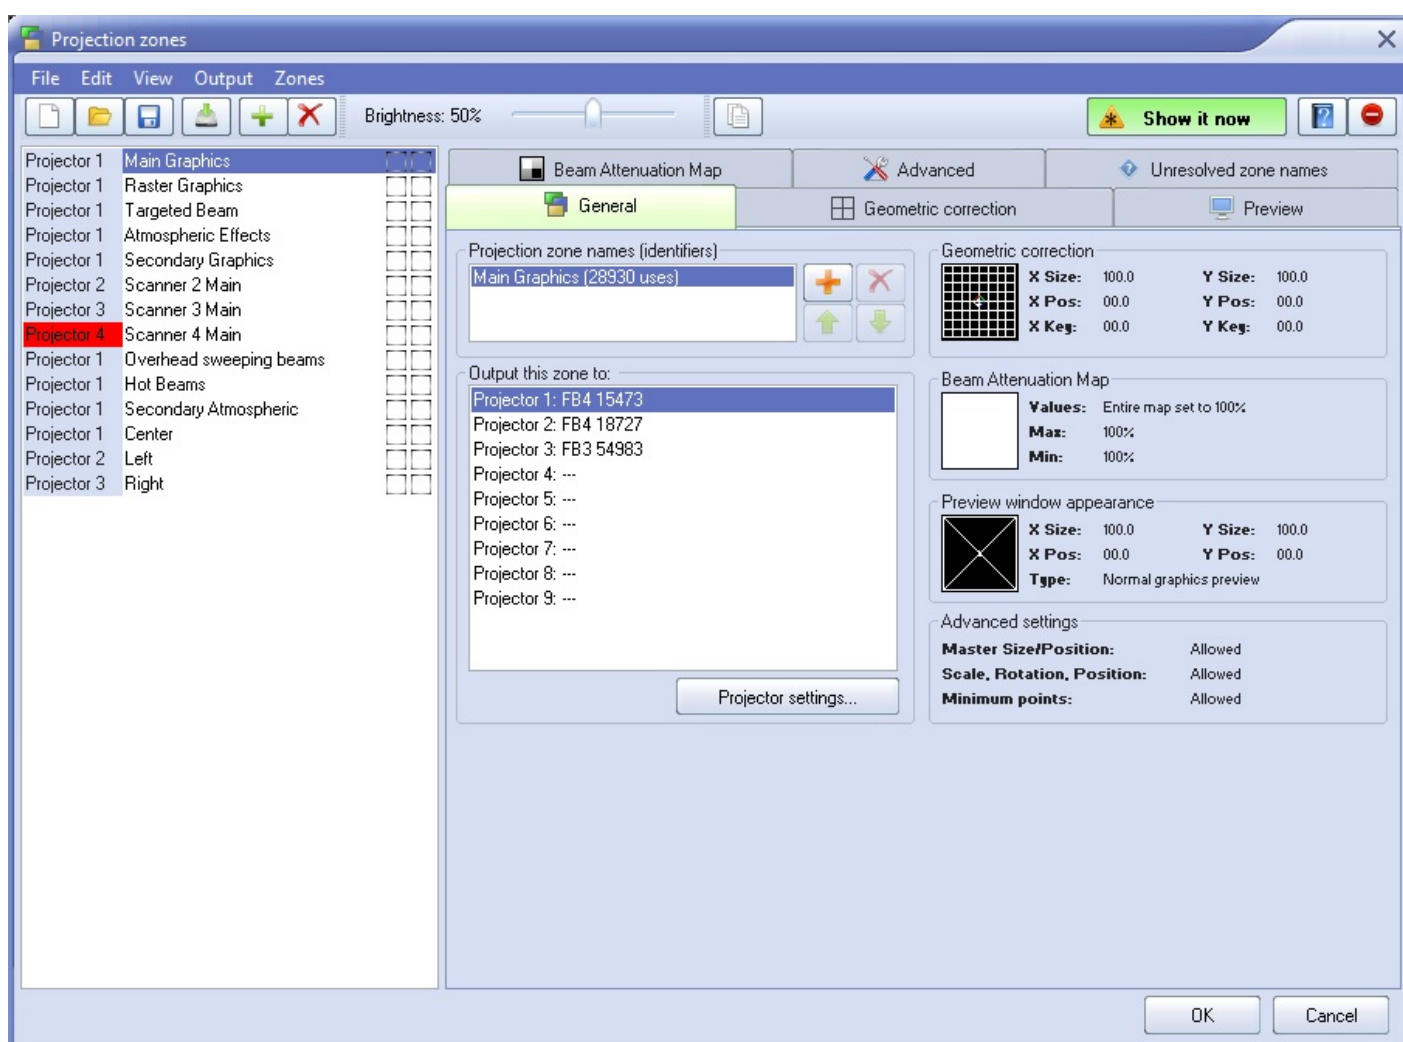 Projection zones
File Edit View Output Zones
Brightness: 50%
Show it now
Projector 1 Main Graphics
Projector 1 Raster Graphics
Projector 1 Targeted Beam
Projector 1 Atmospheric Effects
Projector 1 Secondary Graphics
Projector 2 Scanner 2 Main
Projector 3 Scanner 3 Main
Projector 4 Scanner 4 Main
Projector 1 Overhead sweeping beams
Projector 1 Hot Beams
Projector 1 Secondary Atmospheric
Projector 1 Center
Projector 2 Left
Projector 3 Right
Beam Attenuation Map Advanced Unresolved zone names
General Geometric correction Preview
Projection zone names (identifiers)
Main Graphics (28930 uses)
Output this zone to:
Projector 1: FB4 15473
Projector 2: FB4 18727
Projector 3: FB3 54983
Projector 4: ---
Projector 5: ---
Projector 6: ---
Projector 7: ---
Projector 8: ---
Projector 9: ---
Projector settings...
Geometric correction
X Size: 100.0 Y Size: 100.0
X Pos: 00.0 Y Pos: 00.0
X Key: 00.0 Y Key: 00.0
Beam Attenuation Map
Values: Entire map set to 100%
Max: 100%
Min: 100%
Preview window appearance
X Size: 100.0 Y Size: 100.0
X Pos: 00.0 Y Pos: 00.0
Type: Normal graphics preview
Advanced settings
Master Size/Position: Allowed
Scale, Rotation, Position: Allowed
Minimum points: Allowed
OK Cancel